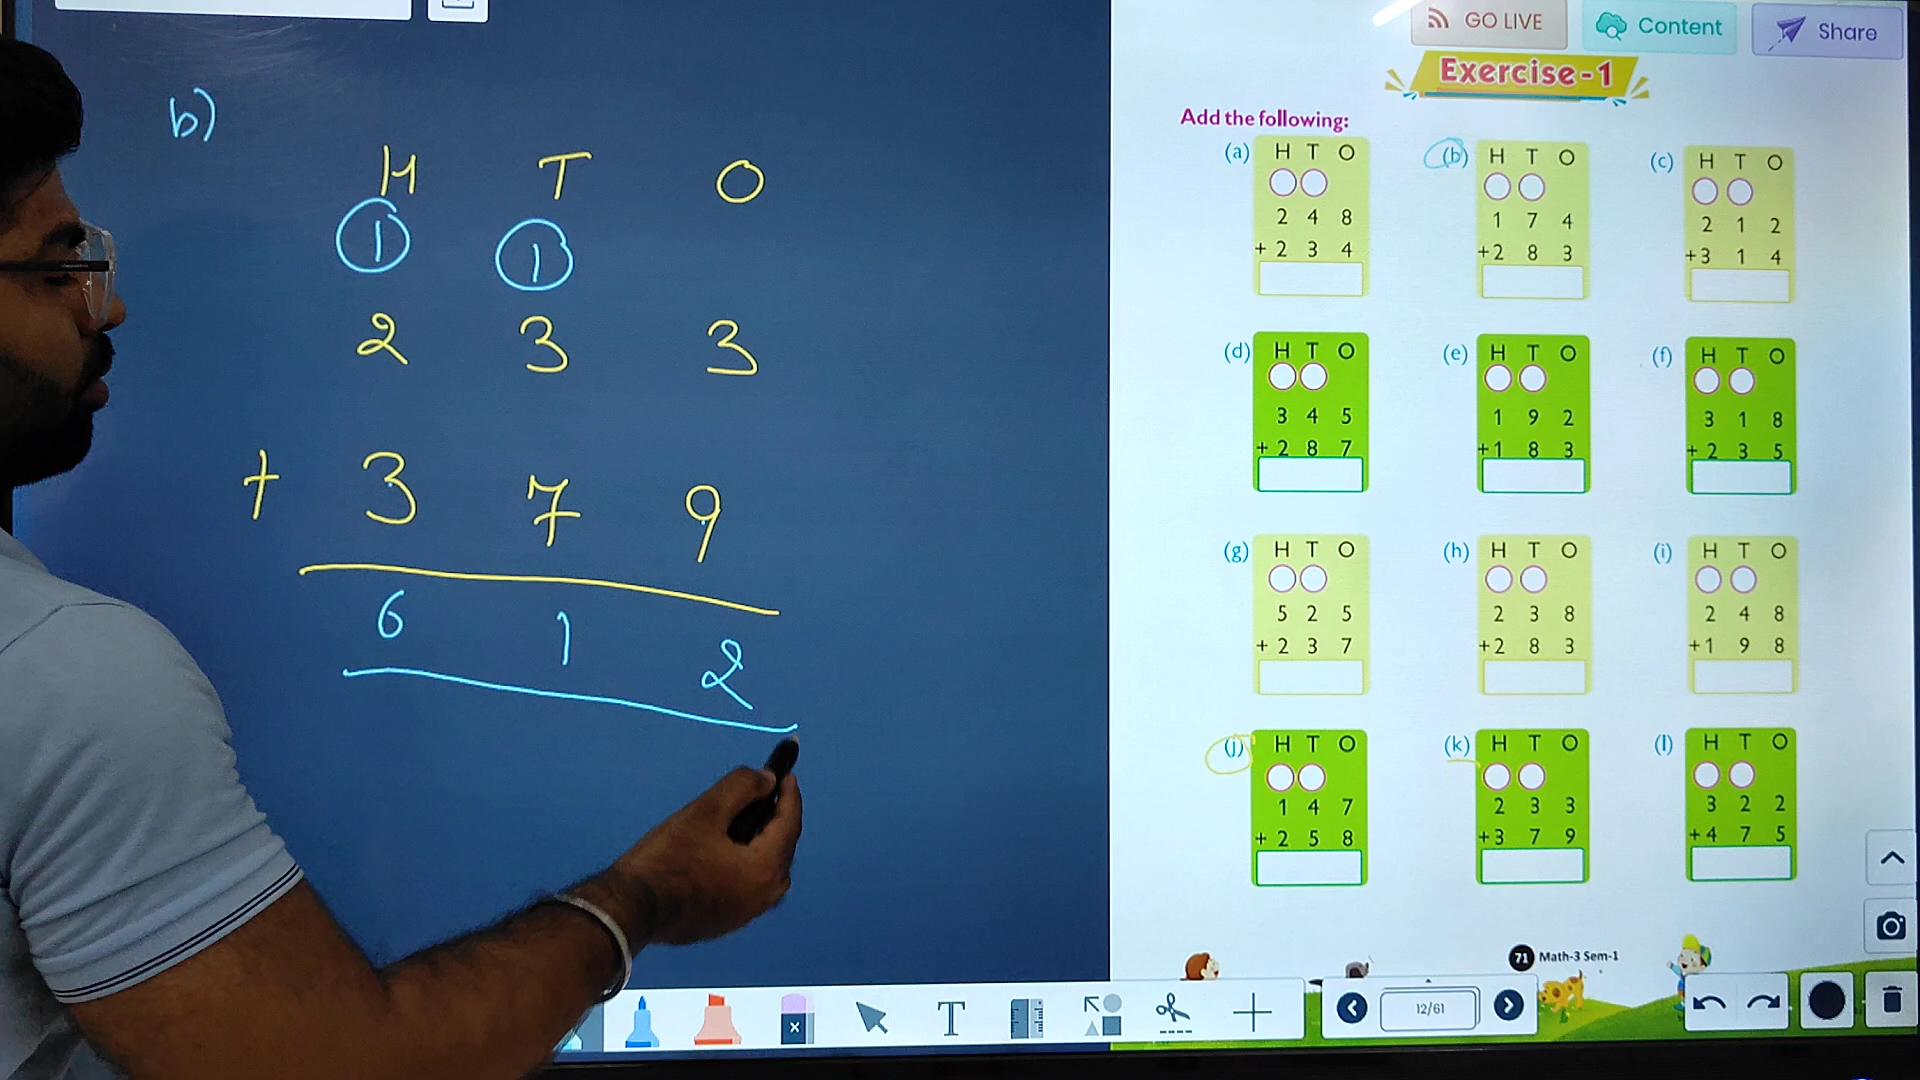 b)
H T O
1 1
2 3 3
+ 3 7 9
6 1 2
GO LIVE
Content
Share
Exercise-1
Add the following:
(a) H T O
2 4 8
+ 2 3 4
(b) H T O
1 7 4
+ 2 8 3
(c) H T O
2 1 2
+ 3 1 4
(d) H T O
3 4 5
+ 2 8 7
(e) H T O
1 9 2
+ 1 8 3
(f) H T O
3 1 8
+ 2 3 5
(g) H T O
5 2 5
+ 2 3 7
(h) H T O
2 3 8
+ 2 8 3
(i) H T O
2 4 8
+ 1 9 8
(j) H T O
1 4 7
+ 2 5 8
(k) H T O
2 3 3
+ 3 7 9
(l) H T O
3 2 2
+ 4 7 5
71 Math-3 Sem-1
T
12/61